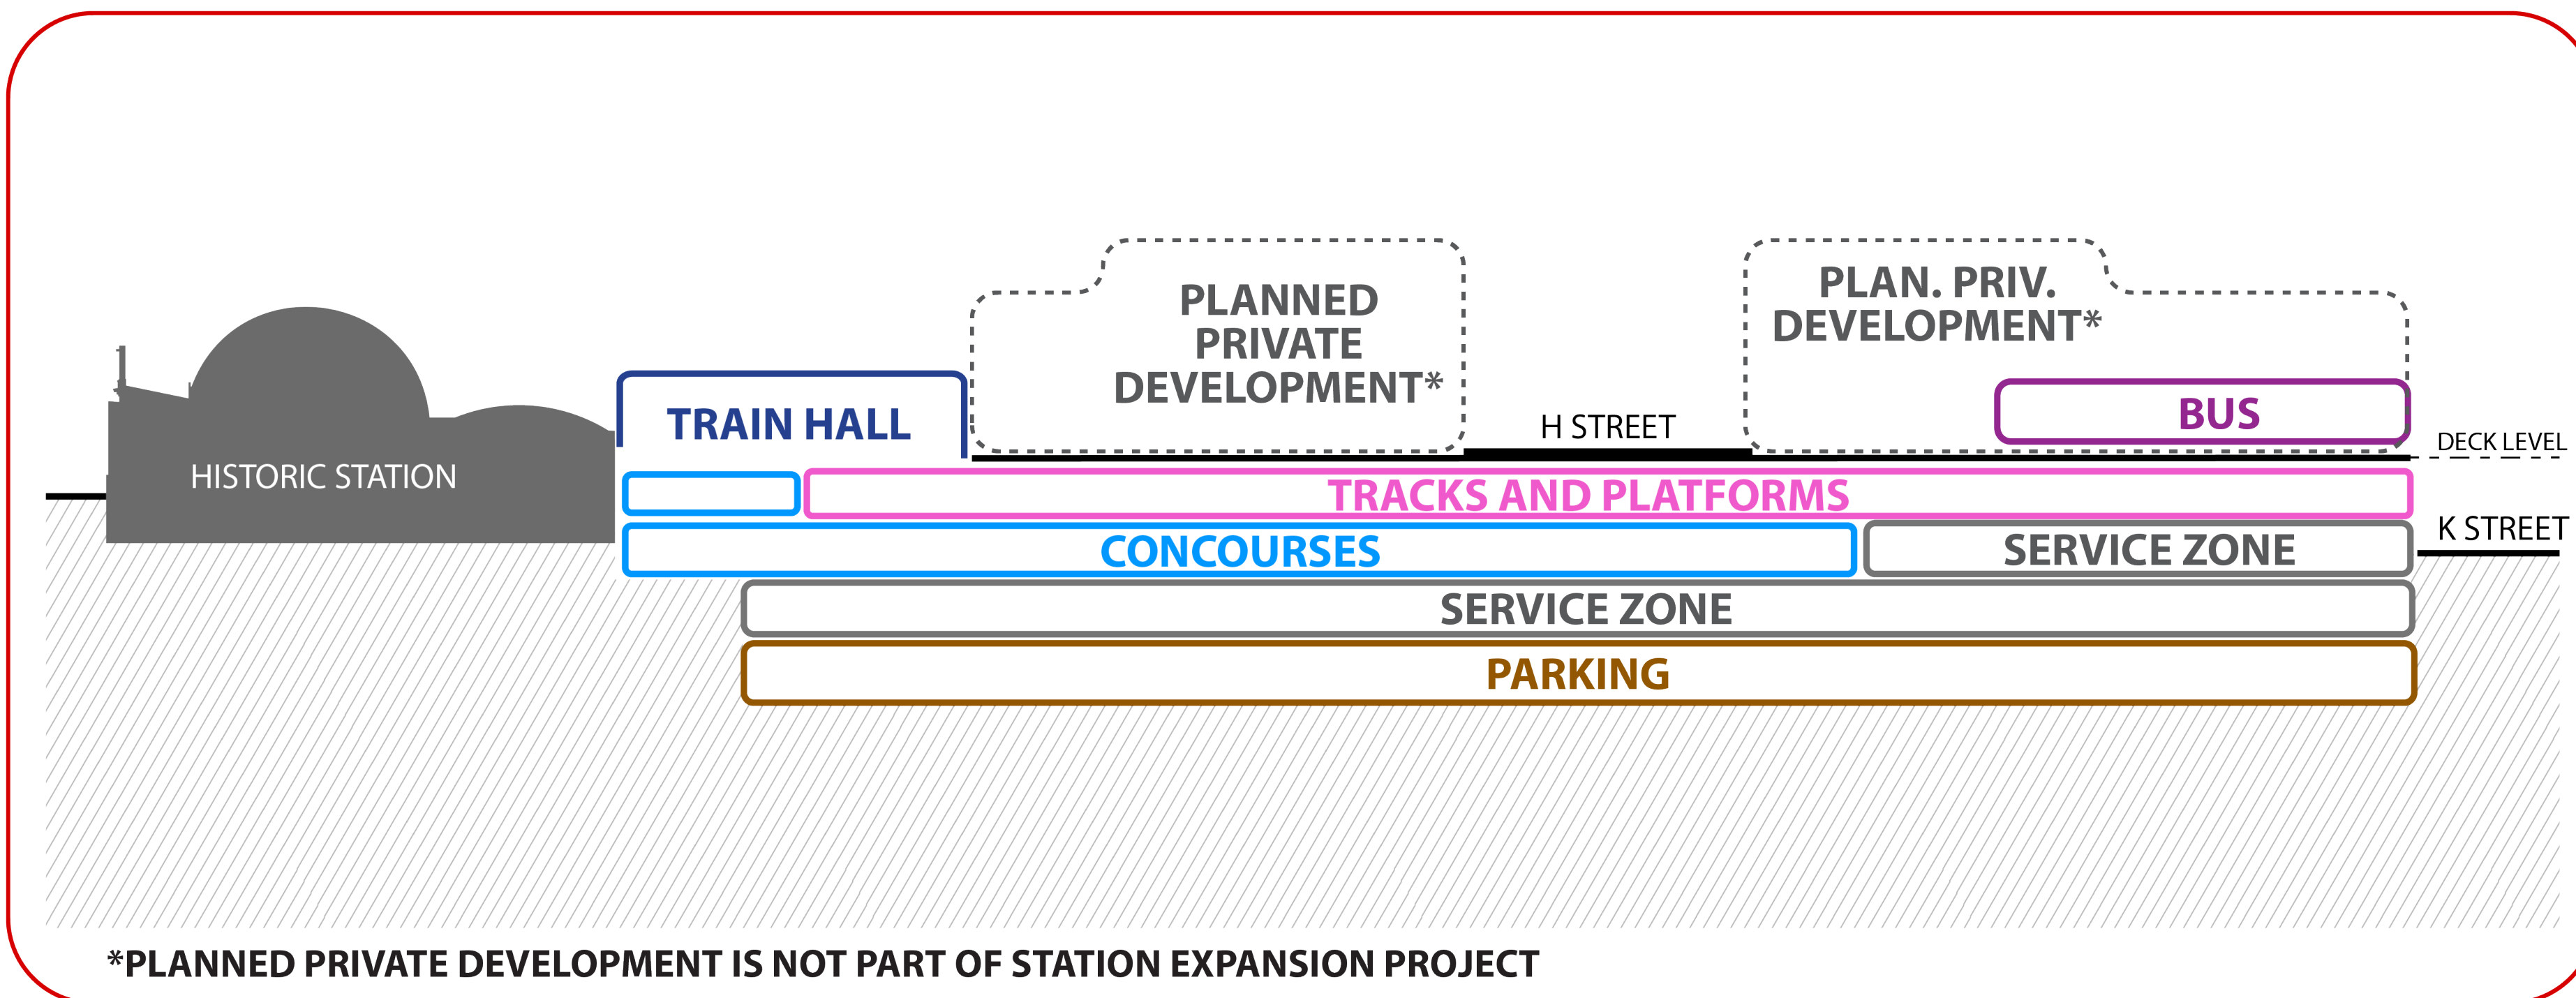 PLANNED
PRIVATE
DEVELOPMENT*
PLAN. PRIV.
DEVELOPMENT*
BUS
H STREET
DECK LEVEL
TRAIN HALL
HISTORIC STATION
TRACKS AND PLATFORMS
K STREET
CONCOURSES
SERVICE ZONE
SERVICE ZONE
PARKING
*PLANNED PRIVATE DEVELOPMENT IS NOT PART OF STATION EXPANSION PROJECT